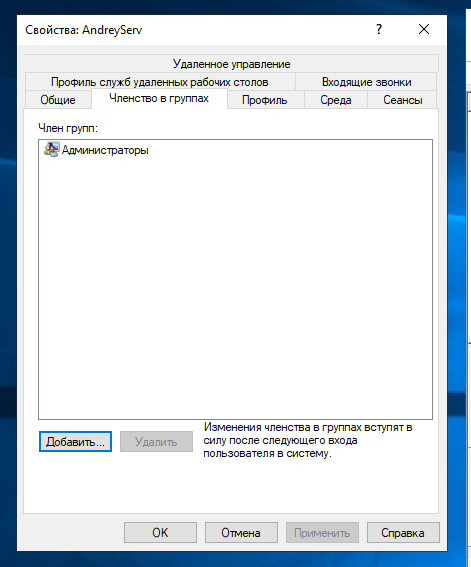 Свойства: AndreyServ
?
Удаленное управление
Профиль служб удаленных рабочих столов
Входящие звонки
Общие
Членство в группах
Профиль
Среда
Сеансы
Член групп:
Администраторы
Добавить...
Удалить
Изменения членства в группах вступят в
силу после следующего входа
пользователя в систему.
OK
Отмена
Применить
Справка